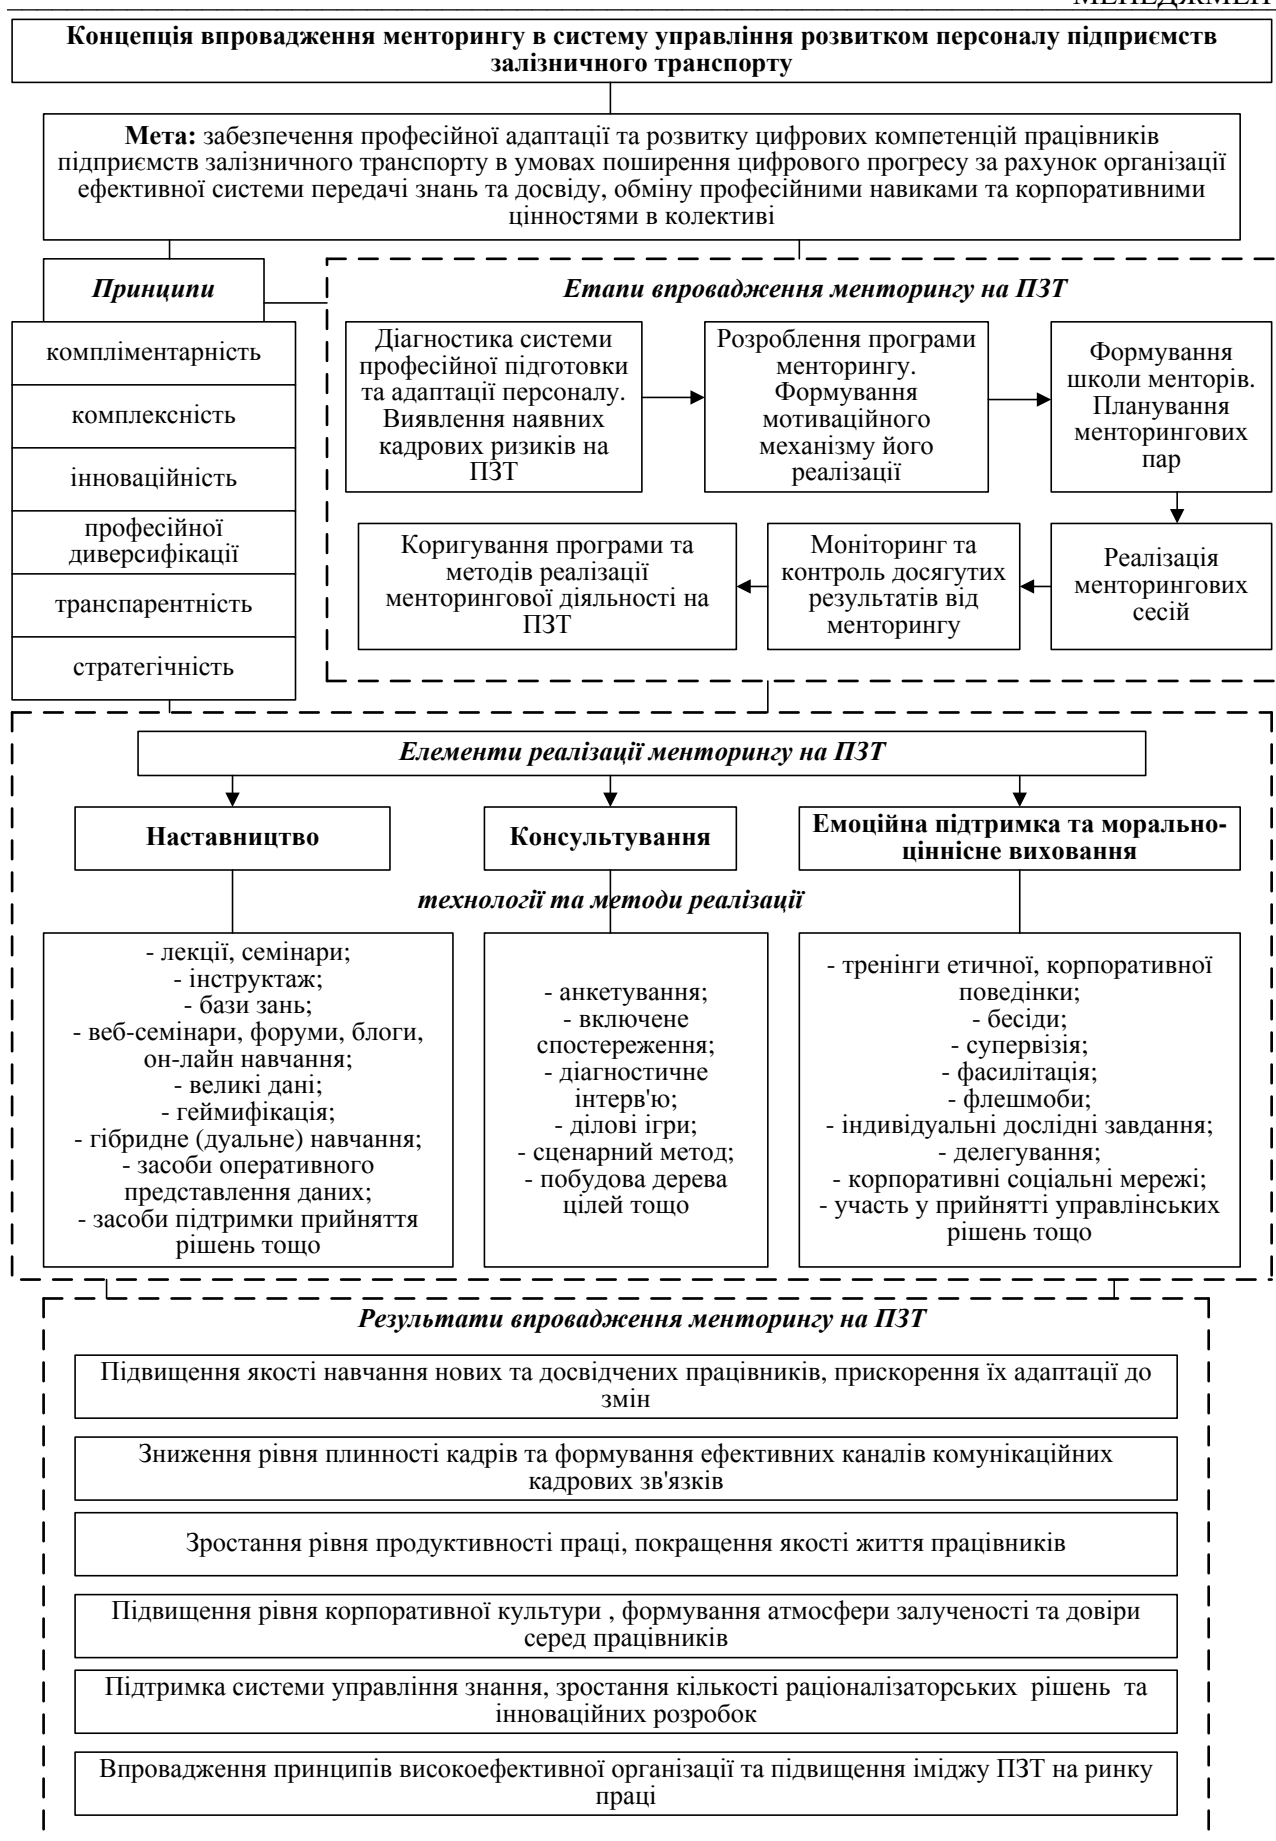 МЕНЕДЖМЕН
Концепція впровадження менторингу в систему управління розвитком персоналу підприємств
залізничного транспорту
Мета: забезпечення професійної адаптації та розвитку цифрових компетенцій працівників
підприємств залізничного транспорту в умовах поширення цифрового прогресу за рахунок організації
ефективної системи передачі знань та досвіду, обміну професійними навиками та корпоративними
цінностями в колективі
Принципи
компліментарність
комплексність
інноваційність
професійної
диверсифікації
транспарентність
стратегічність
Етапи впровадження менторингу на ПЗТ
Діагностика системи
професійної підготовки
та адаптації персоналу.
Виявлення наявних
кадрових ризиків на
ПЗТ
Розроблення програми
менторингу.
Формування
мотиваційного
механізму його
реалізації
Формування
школи менторів.
Планування
менторингових
пар
Реалізація
менторингових
сесій
Моніторинг та
контроль досягутих
результатів від
менторингу
Коригування програми та
методів реалізації
менторингової діяльності на
ПЗТ
Елементи реалізації менторингу на ПЗТ
Наставництво
Консультування
Емоційна підтримка та морально-
ціннісне виховання
технології та методи реалізації
- лекції, семінари;
- інструктаж;
- бази зань;
- веб-семінари, форуми, блоги,
он-лайн навчання;
- великі дані;
- геймифікація;
- гібридне (дуальне) навчання;
- засоби оперативного
представлення даних;
- засоби підтримки прийняття
рішень тощо
- анкетування;
- включене
спостереження;
- діагностичне
інтерв'ю;
- ділові ігри;
- сценарний метод;
- побудова дерева
цілей тощо
- тренінги етичної, корпоративної
поведінки;
- бесіди;
- супервізія;
- фасилітація;
- флешмоби;
- індивідуальні дослідні завдання;
- делегування;
- корпоративні соціальні мережі;
- участь у прийнятті управлінських
рішень тощо
Результати впровадження менторингу на ПЗТ
Підвищення якості навчання нових та досвідчених працівників, прискорення їх адаптації до
змін
Зниження рівня плинності кадрів та формування ефективних каналів комунікаційних
кадрових зв'язків
Зростання рівня продуктивності праці, покращення якості життя працівників
Підвищення рівня корпоративної культури , формування атмосфери залученості та довіри
серед працівників
Підтримка системи управління знання, зростання кількості раціоналізаторських рішень та
інноваційних розробок
Впровадження принципів високоефективної організації та підвищення іміджу ПЗТ на ринку
праці